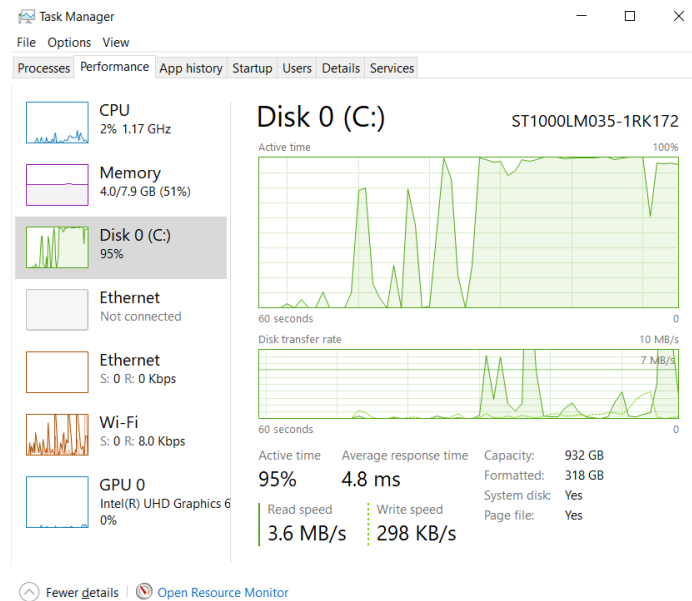 Task Manager
File Options View
Processes Performance App history Startup Users Details Services
CPU
2% 1.17 GHz
Memory
4.0/7.9 GB (51%)
Disk 0 (C:)
95%
Ethernet
Not connected
Ethernet
S: 0 R: 0 Kbps
Wi-Fi
S: 0 R: 8.0 Kbps
GPU 0
Intel(R) UHD Graphics 6
0%
Disk 0 (C:) ST1000LM035-1RK172
Active time 100%
60 seconds 0
Disk transfer rate 10 MB/s
7 MB/s
60 seconds 0
Active time Average response time
95% 4.8 ms
Read speed Write speed
3.6 MB/s 298 KB/s
Capacity: 932 GB
Formatted: 318 GB
System disk: Yes
Page file: Yes
Fewer details Open Resource Monitor